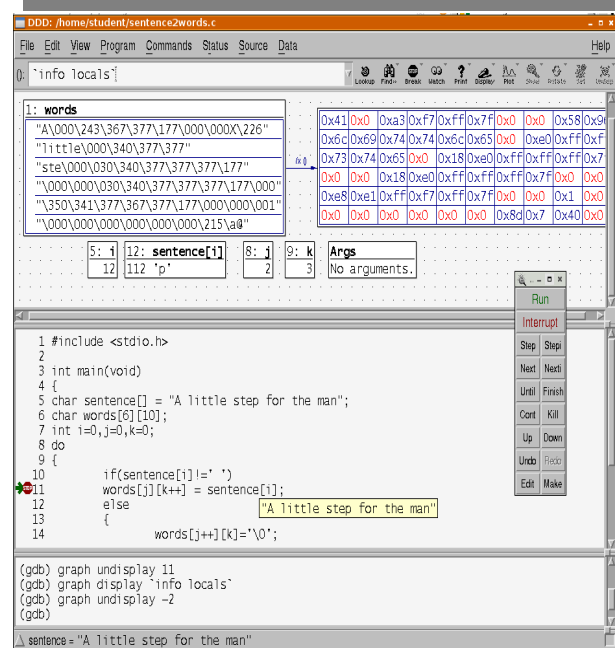 DDD: /home/student/sentence2words.c
File Edit View Program Commands Status Source Data Help
(): `info locals`
Lookup Find» Break Watch Print Display Plot Rotate Set
1: words
"A\000\243\367\377\177\000\000X\226"
"little\000\340\377\377"
"ste\000\030\340\377\377\377\177"
"\000\000\030\340\377\377\377\177\000"
"\350\341\377\367\377\177\000\000\001"
"\000\000\000\000\000\000\215\a@"
0x41 0x0 0xa3 0xf7 0xff 0x7f 0x0 0x0 0x58 0x9
0x6c 0x69 0x74 0x74 0x6c 0x65 0x0 0xe0 0xff 0xf
0x73 0x74 0x65 0x0 0x18 0xe0 0xff 0xff 0xff 0x7
0x0 0x0 0x18 0xe0 0xff 0xff 0xff 0x7f 0x0 0x0
0xe8 0xe1 0xff 0xf7 0xff 0x7f 0x0 0x0 0x1 0x0
0x0 0x0 0x0 0x0 0x0 0x0 0x8d 0x7 0x40 0x0
5: i 12: sentence[i] 8: j 9: k Args
12 112 'p' 2 3 No arguments.
Run
Interrupt
Step Stepi
Next Nexti
Until Finish
Cont Kill
Up Down
Undo Redo
Edit Make
1 #include <stdio.h>
2
3 int main(void)
4 {
5 char sentence[] = "A little step for the man";
6 char words[6][10];
7 int i=0,j=0,k=0;
8 do
9 {
10 if(sentence[i]!=' ')
11 words[j][k++] = sentence[i];
12 else
"A little step for the man"
13 {
14 words[j++][k]='\0';
(gdb) graph undisplay 11
(gdb) graph display `info locals`
(gdb) graph undisplay -2
(gdb)
sentence = "A little step for the man"